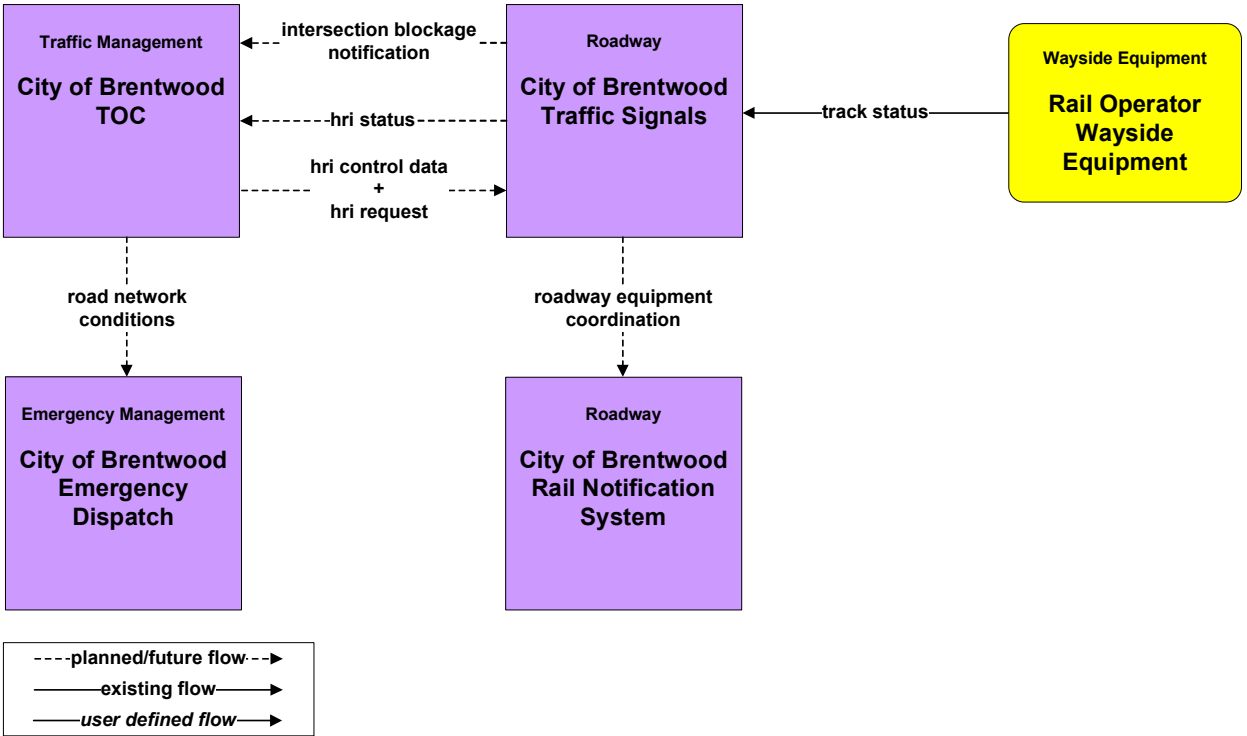 Traffic Management
City of Brentwood
TOC
intersection blockage
notification
hri status
hri control data
+
hri request
Roadway
City of Brentwood
Traffic Signals
track status
Wayside Equipment
Rail Operator
Wayside
Equipment
road network
conditions
roadway equipment
coordination
Emergency Management
City of Brentwood
Emergency
Dispatch
Roadway
City of Brentwood
Rail Notification
System
planned/future flow
existing flow
user defined flow